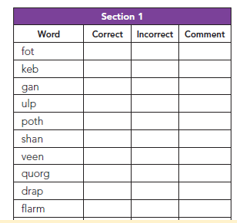 Section 1
Word Correct Incorrect Comment
fot
keb
gan
ulp
poth
shan
veen
quorg
drap
flarm